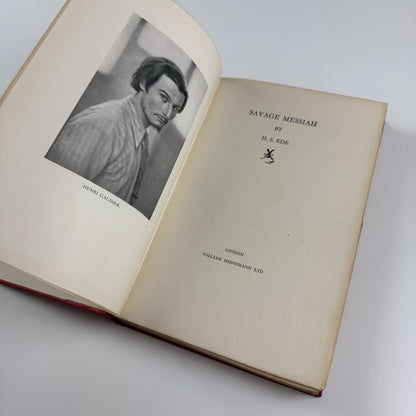 HENRI GAUDIER.
SAVAGE MESSIAH
BY
H. S. EDE
LONDON
WILLIAM HEINEMANN LTD